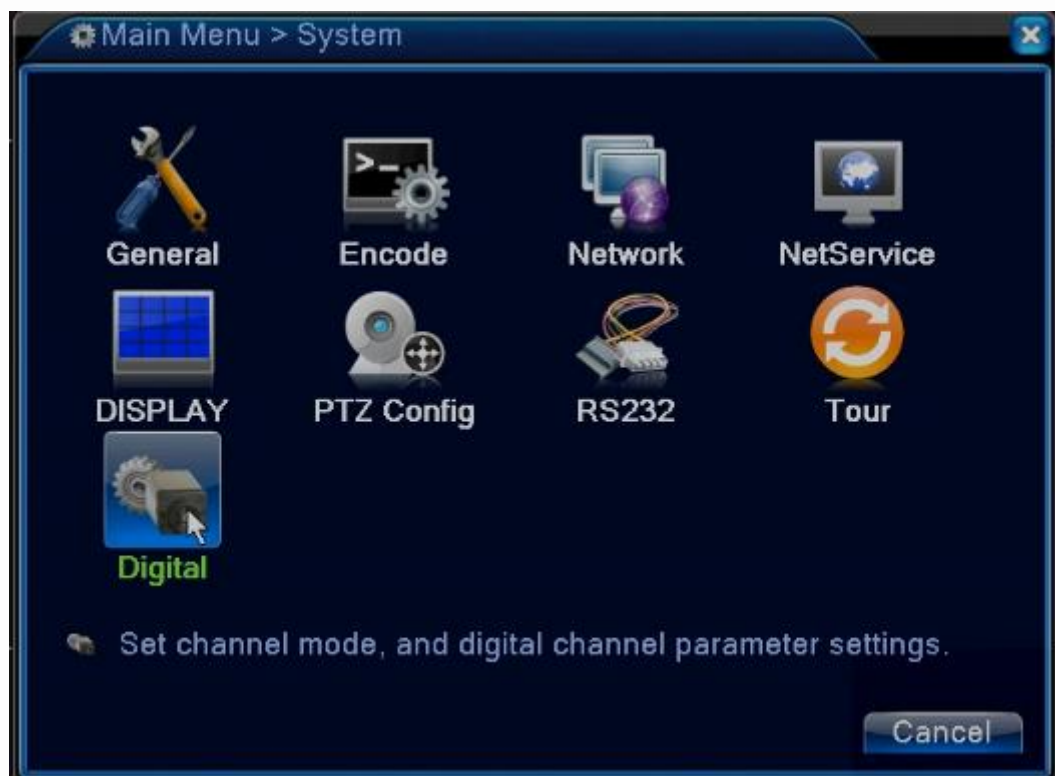 Main Menu > System
General Encode Network NetService
DISPLAY PTZ Config RS232 Tour
Digital
Set channel mode, and digital channel parameter settings.
Cancel